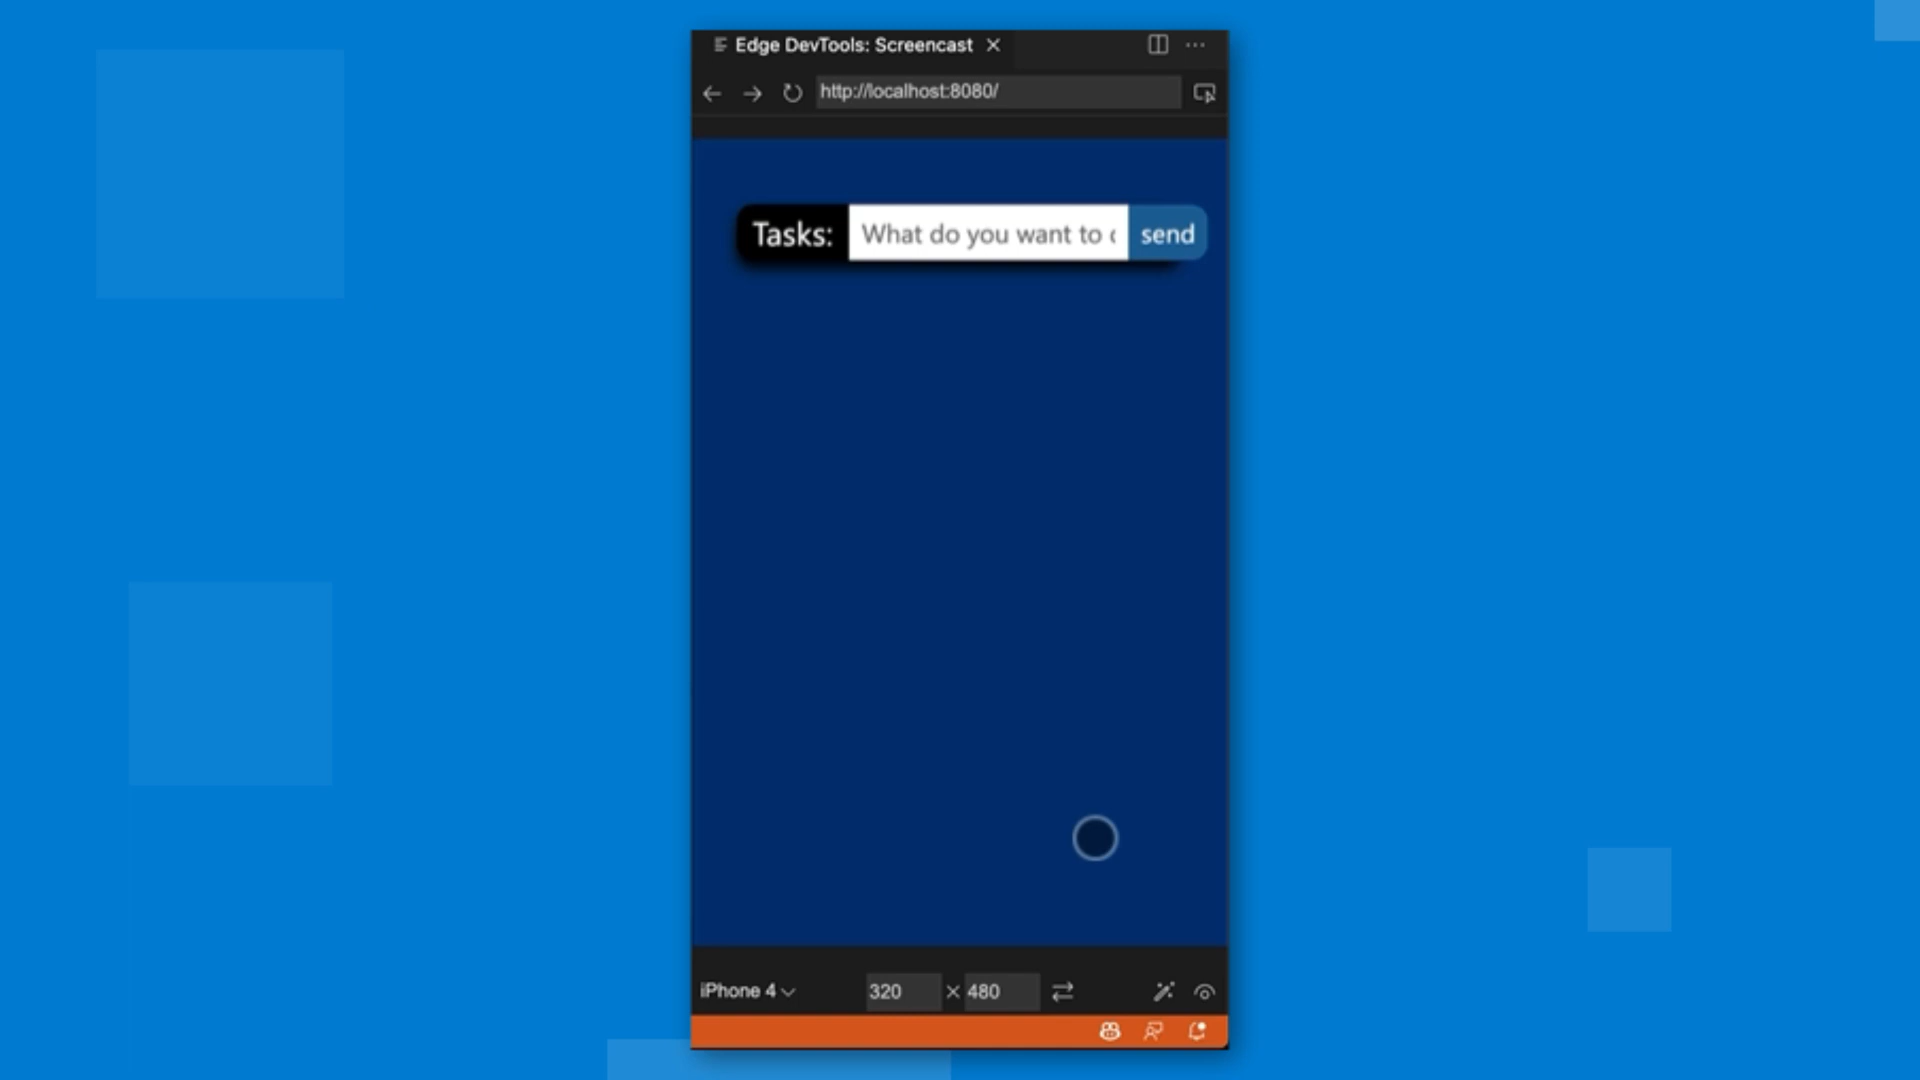 Edge DevTools: Screencast
http://localhost:8080/
Tasks: What do you want to send
iPhone 4 320 × 480